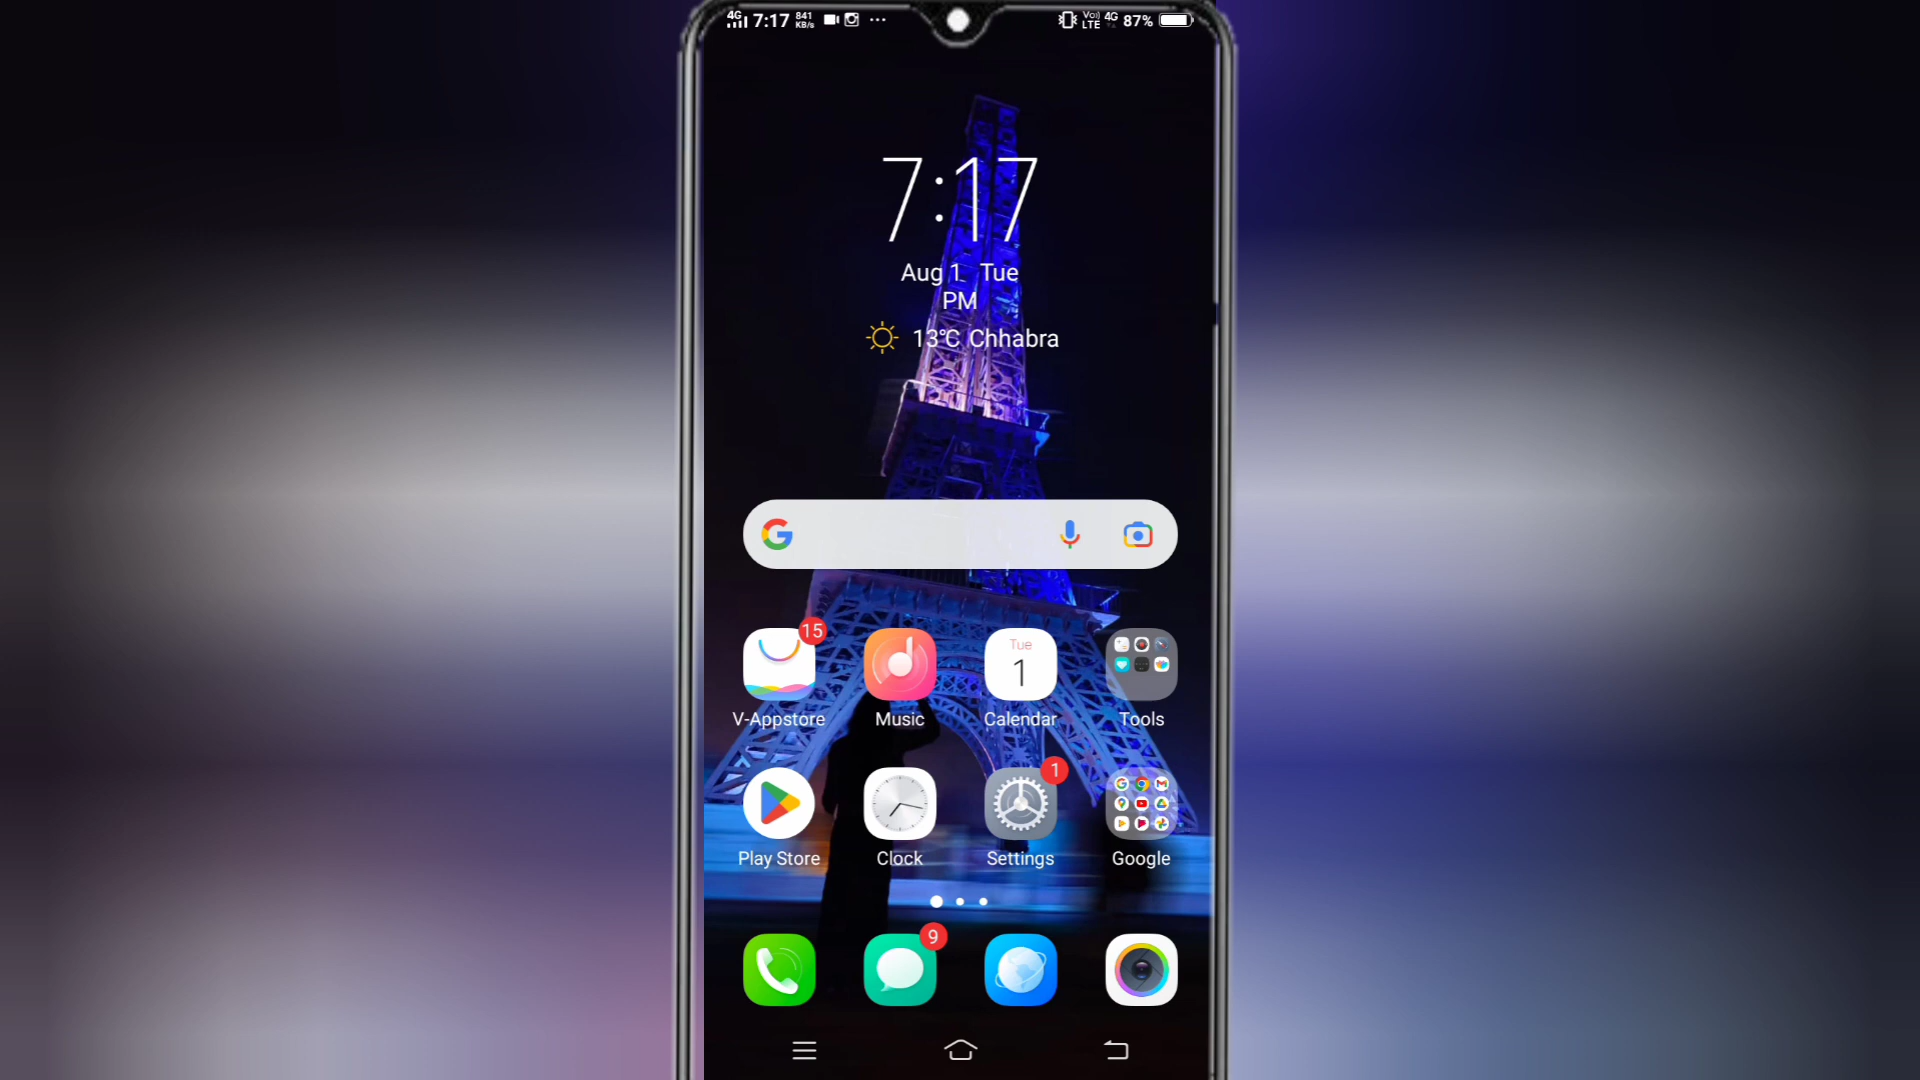 4G 7:17 841 KB/s ... Vo) LTE 4G 87%
7:17
Aug 1 Tue
PM
13℃ Chhabra
15
Tue
1
V-Appstore Music Calendar Tools
1
Play Store Clock Settings Google
9